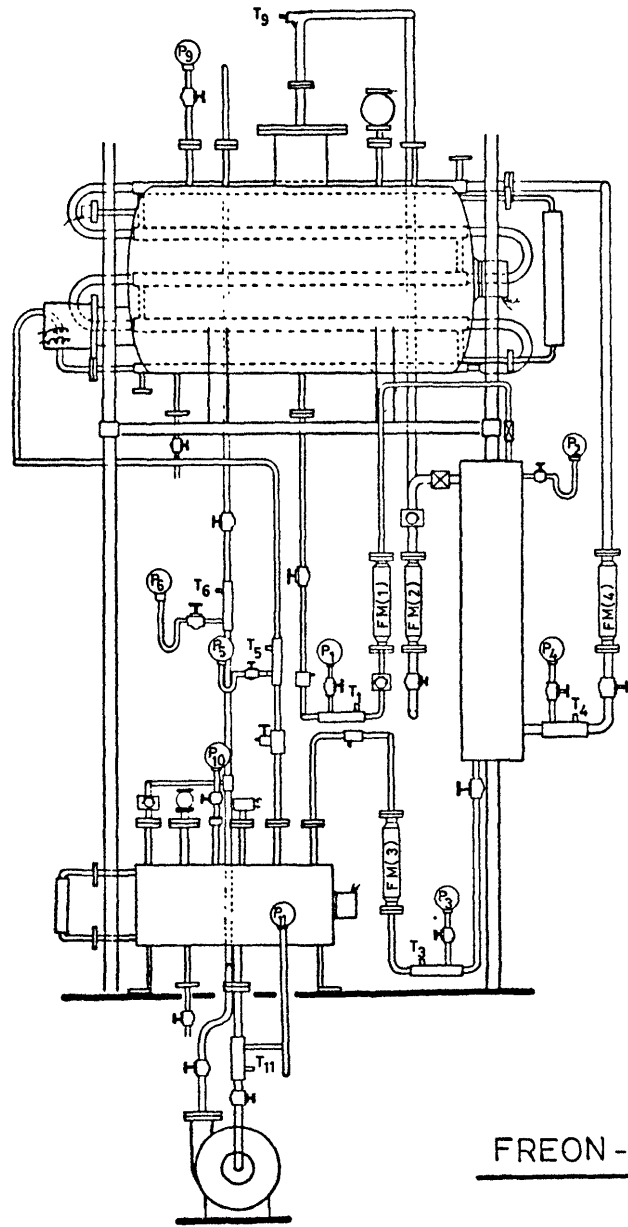 T9
P9
P2
P6
T6
P5
T5
P1
T1
FM(1)
FM(2)
FM(4)
P4
T4
P10
FM(3)
P3
T3
P11
T11
FREON -